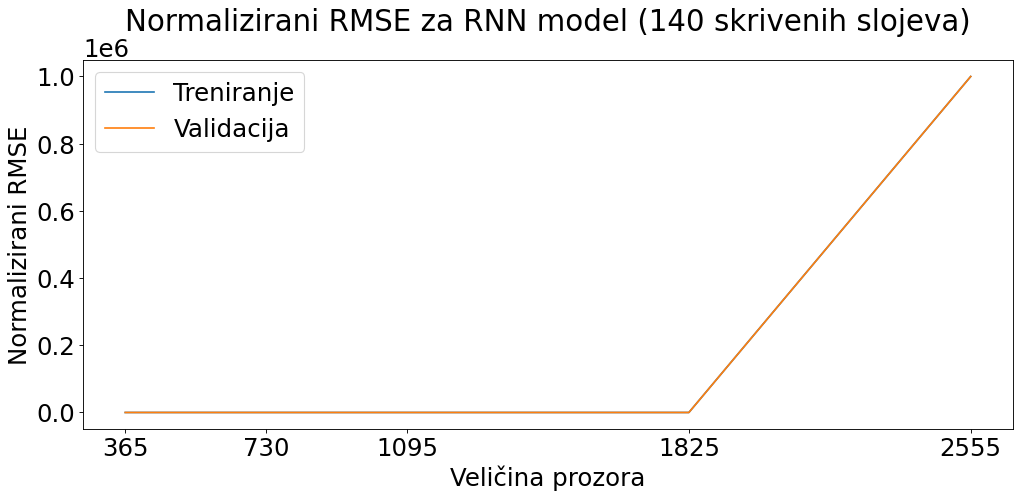 Normalizirani RMSE za RNN model (140 skrivenih slojeva)
1e6
Treniranje
Validacija
Normalizirani RMSE
1.0
0.8
0.6
0.4
0.2
0.0
365 730 1095 1825 2555
Veličina prozora